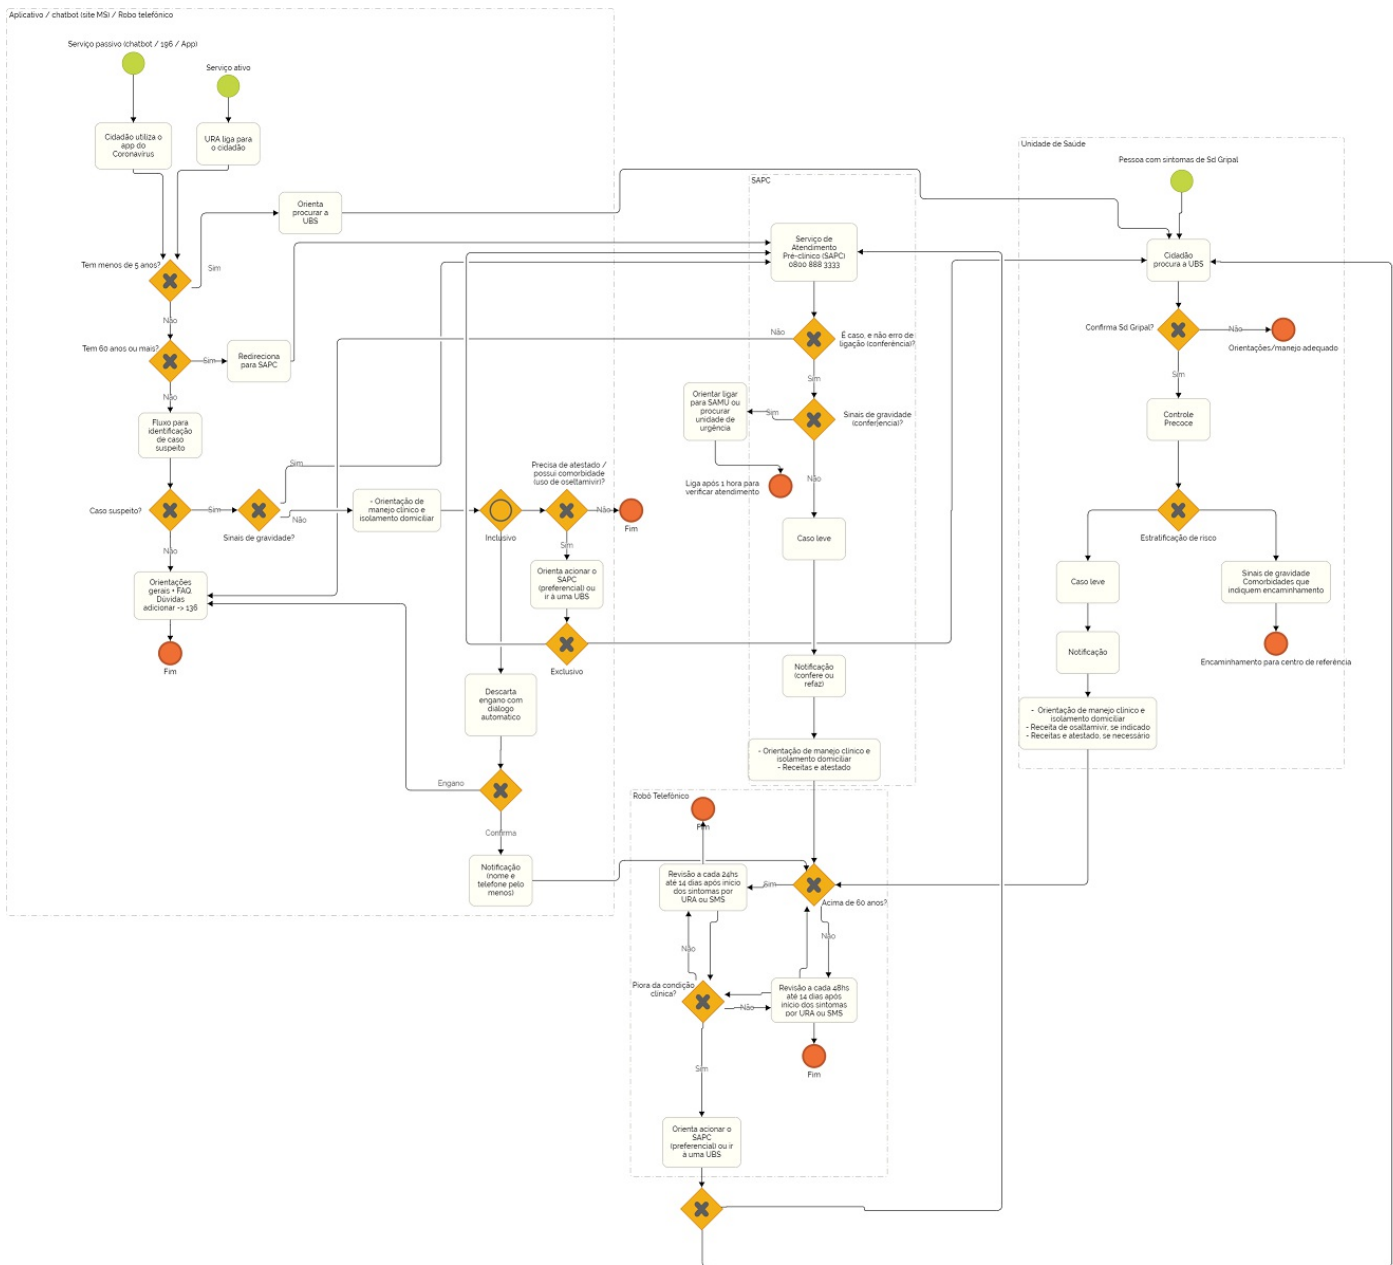 Aplicativo / chatbot (site MS) / Robo telefônico
Serviço passivo (chatbot / 196 / App)
Serviço ativo
Cidadão utiliza o
app do
Coronavírus
URA liga para
o cidadão
Orienta
procurar a
UBS
Tem menos de 5 anos?
Sim
Não
Tem 60 anos ou mais?
Sim
Redireciona
para SAPC
Não
Fluxo para
identificação
de caso
suspeito
Caso suspeito?
Sim
Sinais de gravidade?
Sim
Não
Não
- Orientação de
manejo clínico e
isolamento domiciliar
Inclusivo
Precisa de atestado /
possui comorbidade
(uso de oseltamivir)?
Não
Fim
Sim
Orienta acionar o
SAPC
(preferencial) ou
ir à uma UBS
Exclusivo
Orientações
gerais + FAQ.
Dúvidas
adicionar -> 136
Fim
Descarta
engano com
diálogo
automático
Engano
Confirma
Notificação
(nome e
telefone pelo
menos)
SAPC
Serviço de
Atendimento
Pré-clínico (SAPC)
0800 888 3333
É caso, e não erro de
ligação (conferência)?
Não
Sim
Sinais de gravidade
(conferjencia)?
Sim
Orientar ligar
para SAMU ou
procurar
unidade de
urgência
Liga após 1 hora para
verificar atendimento
Não
Caso leve
Notificação
(confere ou
refaz)
- Orientação de manejo clínico e
isolamento domiciliar
- Receitas e atestado
Unidade de Saúde
Pessoa com sintomas de Sd Gripal
Cidadão
procura a UBS
Confirma Sd Gripal?
Não
Orientações/manejo adequado
Sim
Controle
Precoce
Estratificação de risco
Caso leve
Sinais de gravidade
Comorbidades que
indiquem encaminhamento
Notificação
Encaminhamento para centro de referência
- Orientação de manejo clínico e
isolamento domiciliar
- Receita de osaltamivir, se indicado
- Receitas e atestado, se necessário
Robô Telefônico
Fim
Revisão a cada 24hs
até 14 dias após início
dos sintomas por
URA ou SMS
Sim
Acima de 60 anos?
Não
Não
Piora da condição
clínica?
Não
Revisão a cada 48hs
até 14 dias após
início dos sintomas
por URA ou SMS
Fim
Sim
Orienta acionar o
SAPC
(preferencial) ou ir
à uma UBS